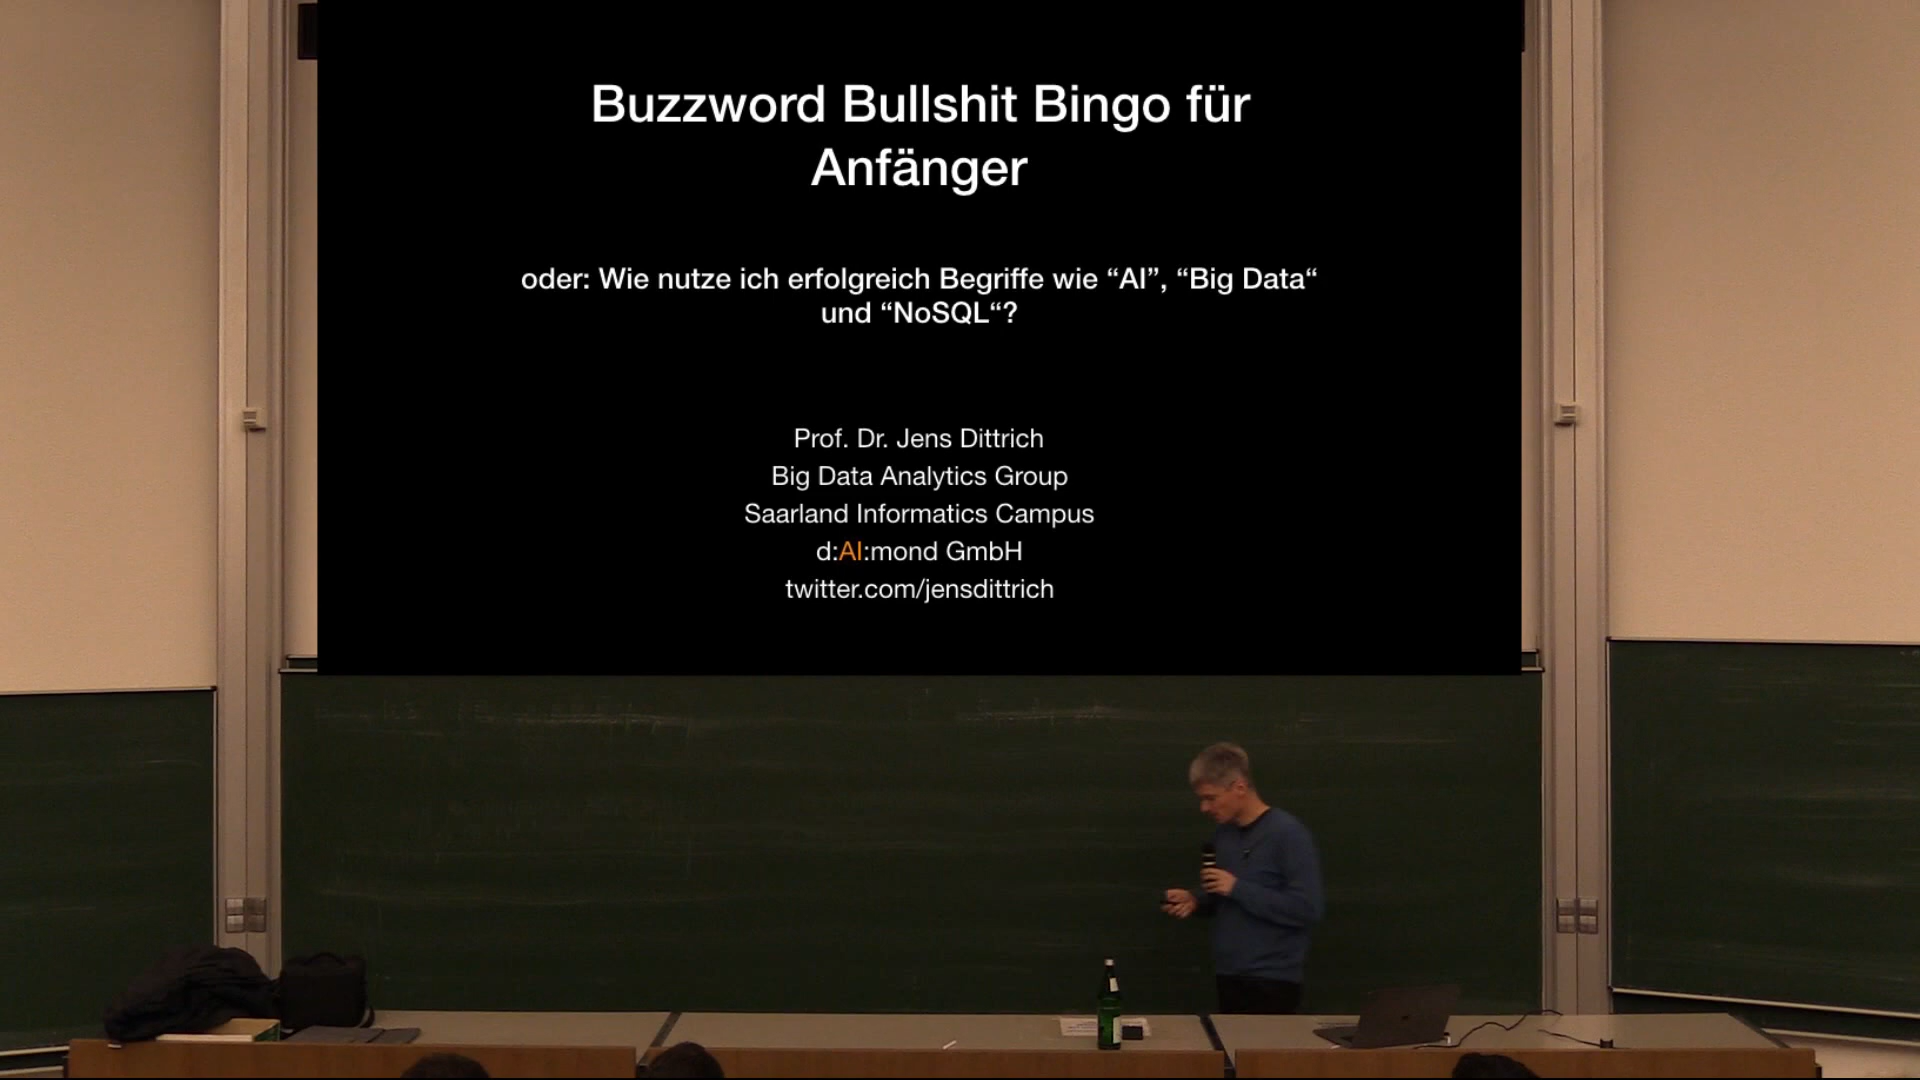 Buzzword Bullshit Bingo für
Anfänger
oder: Wie nutze ich erfolgreich Begriffe wie “AI”, “Big Data“
und “NoSQL“?
Prof. Dr. Jens Dittrich
Big Data Analytics Group
Saarland Informatics Campus
d:AI:mond GmbH
twitter.com/jensdittrich